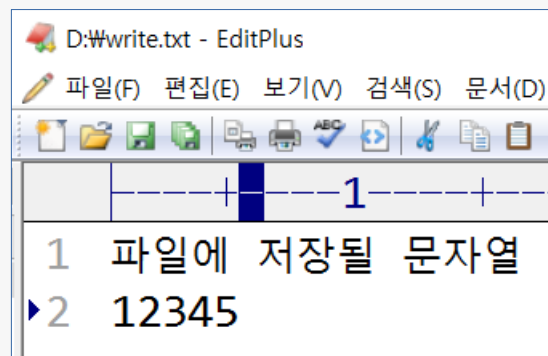 D:₩write.txt - EditPlus
파일(F) 편집(E) 보기(V) 검색(S) 문서(D)
ABC
----+----1----+--
1 파일에 저장될 문자열
2 12345